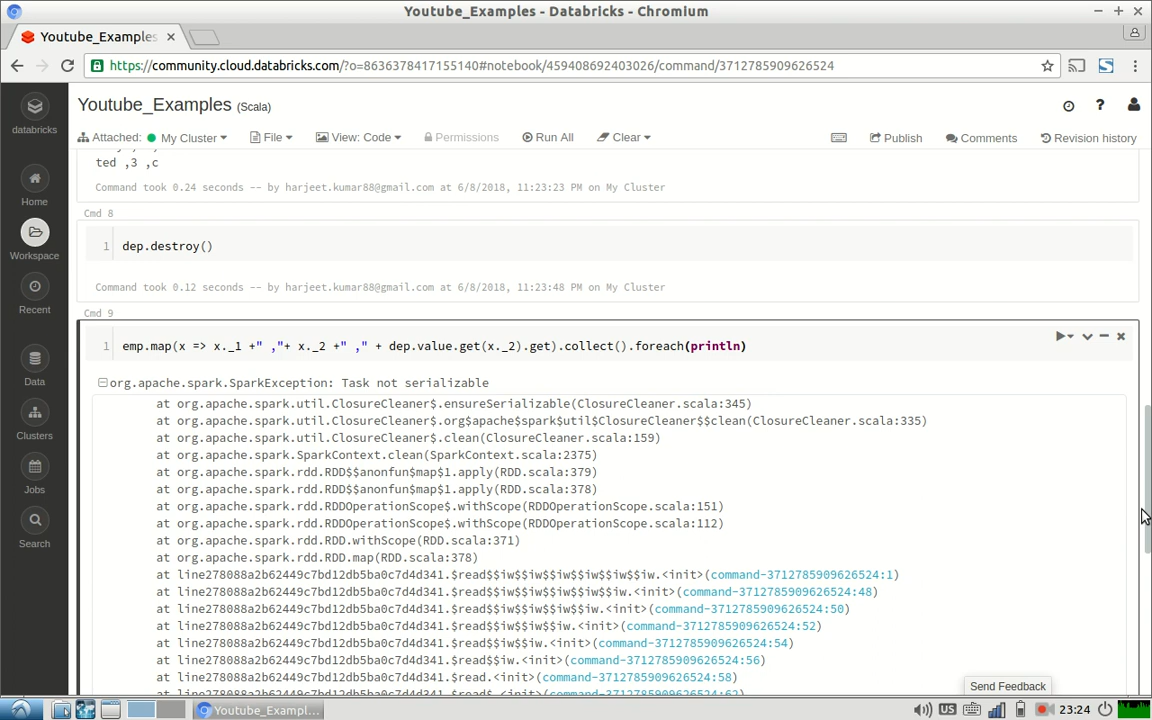 Youtube_Examples - Databricks - Chromium
Youtube_Examples
https://community.cloud.databricks.com/?o=8636378417155140#notebook/459408692403026/command/3712785909626524
databricks
Home
Workspace
Recent
Data
Clusters
Jobs
Search
Youtube_Examples (Scala)
Attached: My Cluster File View: Code Permissions Run All Clear Publish Comments Revision history
ted ,3 ,c
Command took 0.24 seconds -- by harjeet.kumar88@gmail.com at 6/8/2018, 11:23:23 PM on My Cluster
Cmd 8
1 dep.destroy()
Command took 0.12 seconds -- by harjeet.kumar88@gmail.com at 6/8/2018, 11:23:48 PM on My Cluster
Cmd 9
1 emp.map(x => x._1 +" ,"+ x._2 +" ," + dep.value.get(x._2).get).collect().foreach(println)
org.apache.spark.SparkException: Task not serializable
at org.apache.spark.util.ClosureCleaner$.ensureSerializable(ClosureCleaner.scala:345)
at org.apache.spark.util.ClosureCleaner$.org$apache$spark$util$ClosureCleaner$$clean(ClosureCleaner.scala:335)
at org.apache.spark.util.ClosureCleaner$.clean(ClosureCleaner.scala:159)
at org.apache.spark.SparkContext.clean(SparkContext.scala:2375)
at org.apache.spark.rdd.RDD$$anonfun$map$1.apply(RDD.scala:379)
at org.apache.spark.rdd.RDD$$anonfun$map$1.apply(RDD.scala:378)
at org.apache.spark.rdd.RDDOperationScope$.withScope(RDDOperationScope.scala:151)
at org.apache.spark.rdd.RDDOperationScope$.withScope(RDDOperationScope.scala:112)
at org.apache.spark.rdd.RDD.withScope(RDD.scala:371)
at org.apache.spark.rdd.RDD.map(RDD.scala:378)
at line278088a2b62449c7bd12db5ba0c7d4d341.$read$$iw$$iw$$iw$$iw$$iw$$iw.<init>(command-3712785909626524:1)
at line278088a2b62449c7bd12db5ba0c7d4d341.$read$$iw$$iw$$iw$$iw$$iw.<init>(command-3712785909626524:48)
at line278088a2b62449c7bd12db5ba0c7d4d341.$read$$iw$$iw$$iw$$iw.<init>(command-3712785909626524:50)
at line278088a2b62449c7bd12db5ba0c7d4d341.$read$$iw$$iw$$iw.<init>(command-3712785909626524:52)
at line278088a2b62449c7bd12db5ba0c7d4d341.$read$$iw$$iw.<init>(command-3712785909626524:54)
at line278088a2b62449c7bd12db5ba0c7d4d341.$read$$iw.<init>(command-3712785909626524:56)
at line278088a2b62449c7bd12db5ba0c7d4d341.$read.<init>(command-3712785909626524:58)
Send Feedback
Youtube_Exampl...
US
23:24